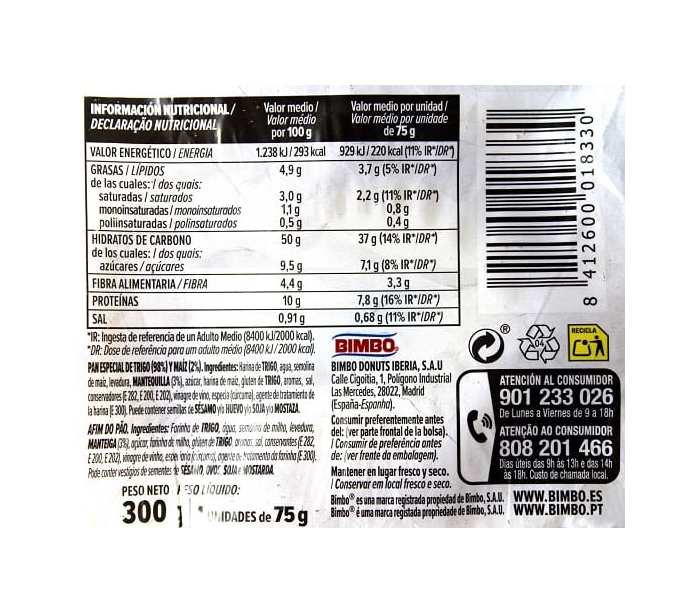 INFORMACIÓN NUTRICIONAL /
DECLARAÇÃO NUTRICIONAL
Valor medio /
Valor médio
por 100 g
Valor medio por unidad /
Valor médio por unidade
de 75 g
VALOR ENERGÉTICO / ENERGIA 1.238 kJ / 293 kcal 929 kJ / 220 kcal (11% IR*/DR*)
GRASAS / LÍPIDOS 4,9 g 3,7 g (5% IR*/DR*)
de las cuales: / dos quais:
saturadas / saturados 3,0 g 2,2 g (11% IR*/DR*)
monoinsaturadas / monoinsaturados 1,1 g 0,8 g
poliinsaturadas / polinsaturados 0,5 g 0,4 g
HIDRATOS DE CARBONO 50 g 37 g (14% IR*/DR*)
de los cuales: / dos quais:
azúcares / açúcares 9,5 g 7,1 g (8% IR*/DR*)
FIBRA ALIMENTARIA / FIBRA 4,4 g 3,3 g
PROTEÍNAS 10 g 7,8 g (16% IR*/DR*)
SAL 0,91 g 0,68 g (11% IR*/DR*)
*IR: Ingesta de referencia de un Adulto Medio (8400 kJ/2000 kcal).
*DR: Dose de referência para um adulto médio (8400 kJ / 2000 kcal).
PAN ESPECIAL DE TRIGO (98%) Y MAÍZ (2%). Ingredientes: Harina de TRIGO, agua, semolina
de maíz, levadura, MANTEQUILLA (3%), azúcar, harina de maíz, gluten de TRIGO, aromas, sal,
conservadores (E 282, E 200, E 202), vinagre de vino, especia (cúrcuma), agente de tratamiento de
la harina (E 300). Puede contener semillas de SÉSAMO y/o HUEVO y/o SOJA y/o MOSTAZA.
AFIM DO PÃO. Ingredientes: Farinha de TRIGO, água, semolina de milho, levedura,
MANTEIGA (3%), açúcar, farinha de milho, glúten de TRIGO, aromas, sal, conservantes (E 282,
E 200, E 202), vinagre de vinho, especiaria (curcuma), agente de tratamento da farinha (E 300).
Pode conter vestígios de sementes de SÉSAMO, OVO, SOJA e MOSTARDA.
PESO NETO / PESO LÍQUIDO:
300 UNIDADES de 75 g
BIMBO
BIMBO DONUTS IBERIA, S.A.U
Calle Cigoitia, 1, Polígono Industrial
Las Mercedes, 28022, Madrid
(España-Espanha).
Consumir preferentemente antes
del: (ver parte frontal de la bolsa).
/ Consumir de preferência antes
de: (ver frente da embalagem).
Mantener en lugar fresco y seco.
/ Conservar em local fresco e seco.
Bimbo® es una marca registrada propiedad de Bimbo, S.A.U.
Bimbo® é uma marca registada propriedade de Bimbo, S.A.U.
8 412600 018330
®
04
RECICLA
ATENCIÓN AL CONSUMIDOR
901 233 026
De Lunes a Viernes de 9 a 18h
ATENÇÃO AO CONSUMIDOR
808 201 466
Dias úteis das 9h às 13h e das 14h
às 18h. Custo de chamada local.
WWW.BIMBO.ES
WWW.BIMBO.PT